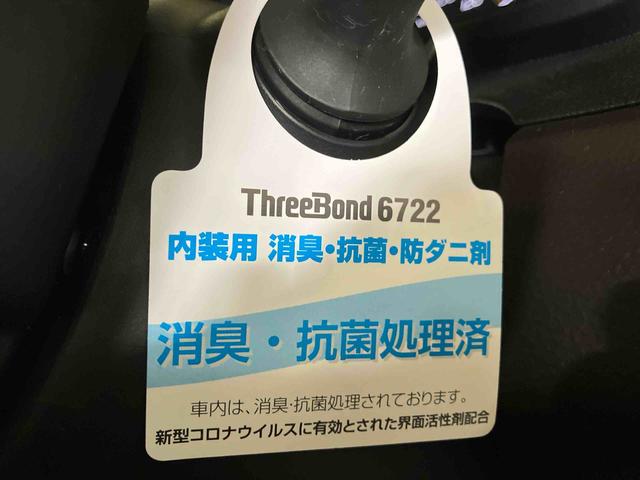 ThreeBond 6722
内装用 消臭・抗菌・防ダニ剤
消臭・抗菌処理済
車内は、消臭・抗菌処理されております。
新型コロナウイルスに有効とされた界面活性剤配合